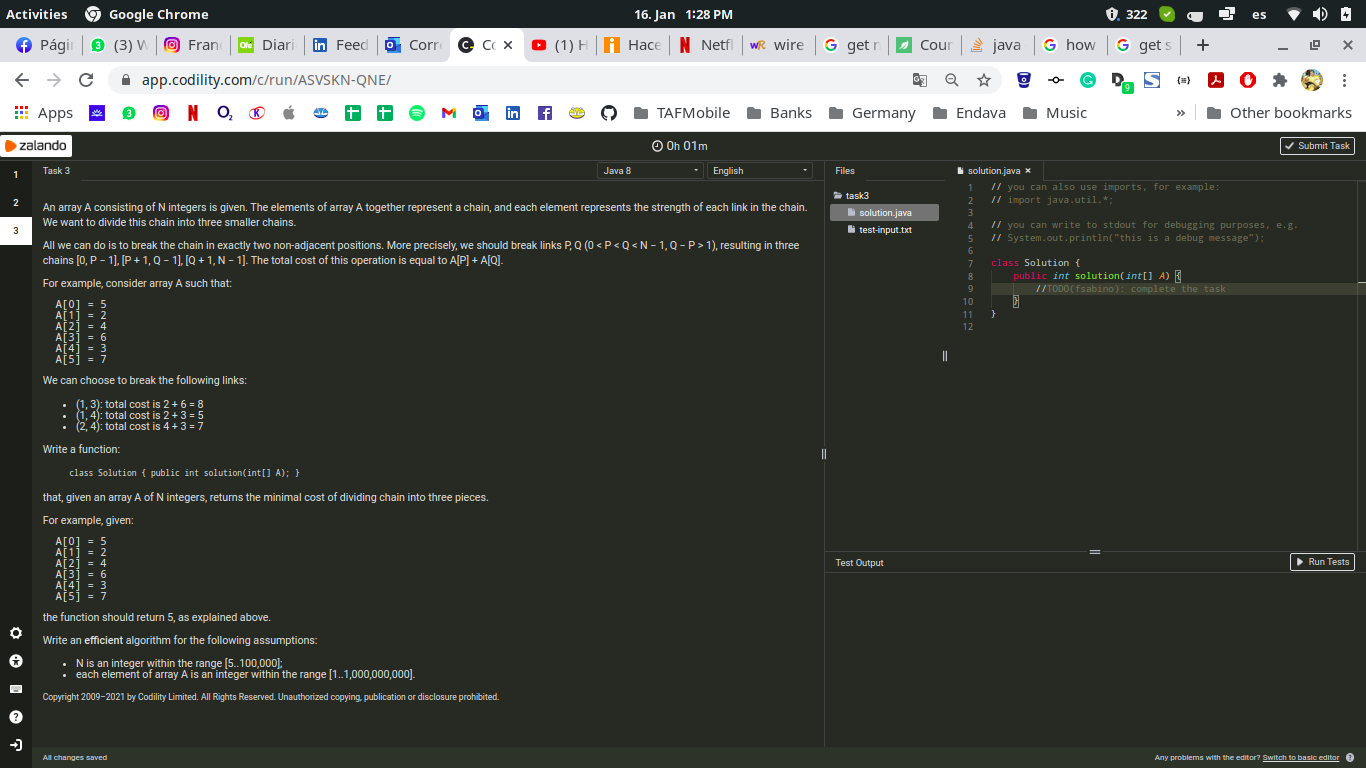 Activities Google Chrome 16. Jan 1:28 PM 322 es
Págin (3) W Fran Diari Feed Corre Co (1) H Hace Netfl wire get r Cour java how get s
app.codility.com/c/run/ASVSKN-QNE/
Apps TAFMobile Banks Germany Endava Music » Other bookmarks
zalando 0h 01m Submit Task
1
2
3
Task 3 Java 8 English
An array A consisting of N integers is given. The elements of array A together represent a chain, and each element represents the strength of each link in the chain.
We want to divide this chain into three smaller chains.
All we can do is to break the chain in exactly two non-adjacent positions. More precisely, we should break links P, Q (0 < P < Q < N − 1, Q − P > 1), resulting in three
chains [0, P − 1], [P + 1, Q − 1], [Q + 1, N − 1]. The total cost of this operation is equal to A[P] + A[Q].
For example, consider array A such that:
A[0] = 5
A[1] = 2
A[2] = 4
A[3] = 6
A[4] = 3
A[5] = 7
We can choose to break the following links:
• (1, 3): total cost is 2 + 6 = 8
• (1, 4): total cost is 2 + 3 = 5
• (2, 4): total cost is 4 + 3 = 7
Write a function:
class Solution { public int solution(int[] A); }
that, given an array A of N integers, returns the minimal cost of dividing chain into three pieces.
For example, given:
A[0] = 5
A[1] = 2
A[2] = 4
A[3] = 6
A[4] = 3
A[5] = 7
the function should return 5, as explained above.
Write an efficient algorithm for the following assumptions:
• N is an integer within the range [5..100,000];
• each element of array A is an integer within the range [1..1,000,000,000].
Copyright 2009–2021 by Codility Limited. All Rights Reserved. Unauthorized copying, publication or disclosure prohibited.
All changes saved
Files
task3
solution.java
test-input.txt
solution.java ×
1 // you can also use imports, for example:
2 // import java.util.*;
3
4 // you can write to stdout for debugging purposes, e.g.
5 // System.out.println("this is a debug message");
6
7 class Solution {
8 public int solution(int[] A) {
9 //TODO(fsabino): complete the task
10 }
11 }
12
Test Output Run Tests
Any problems with the editor? Switch to basic editor